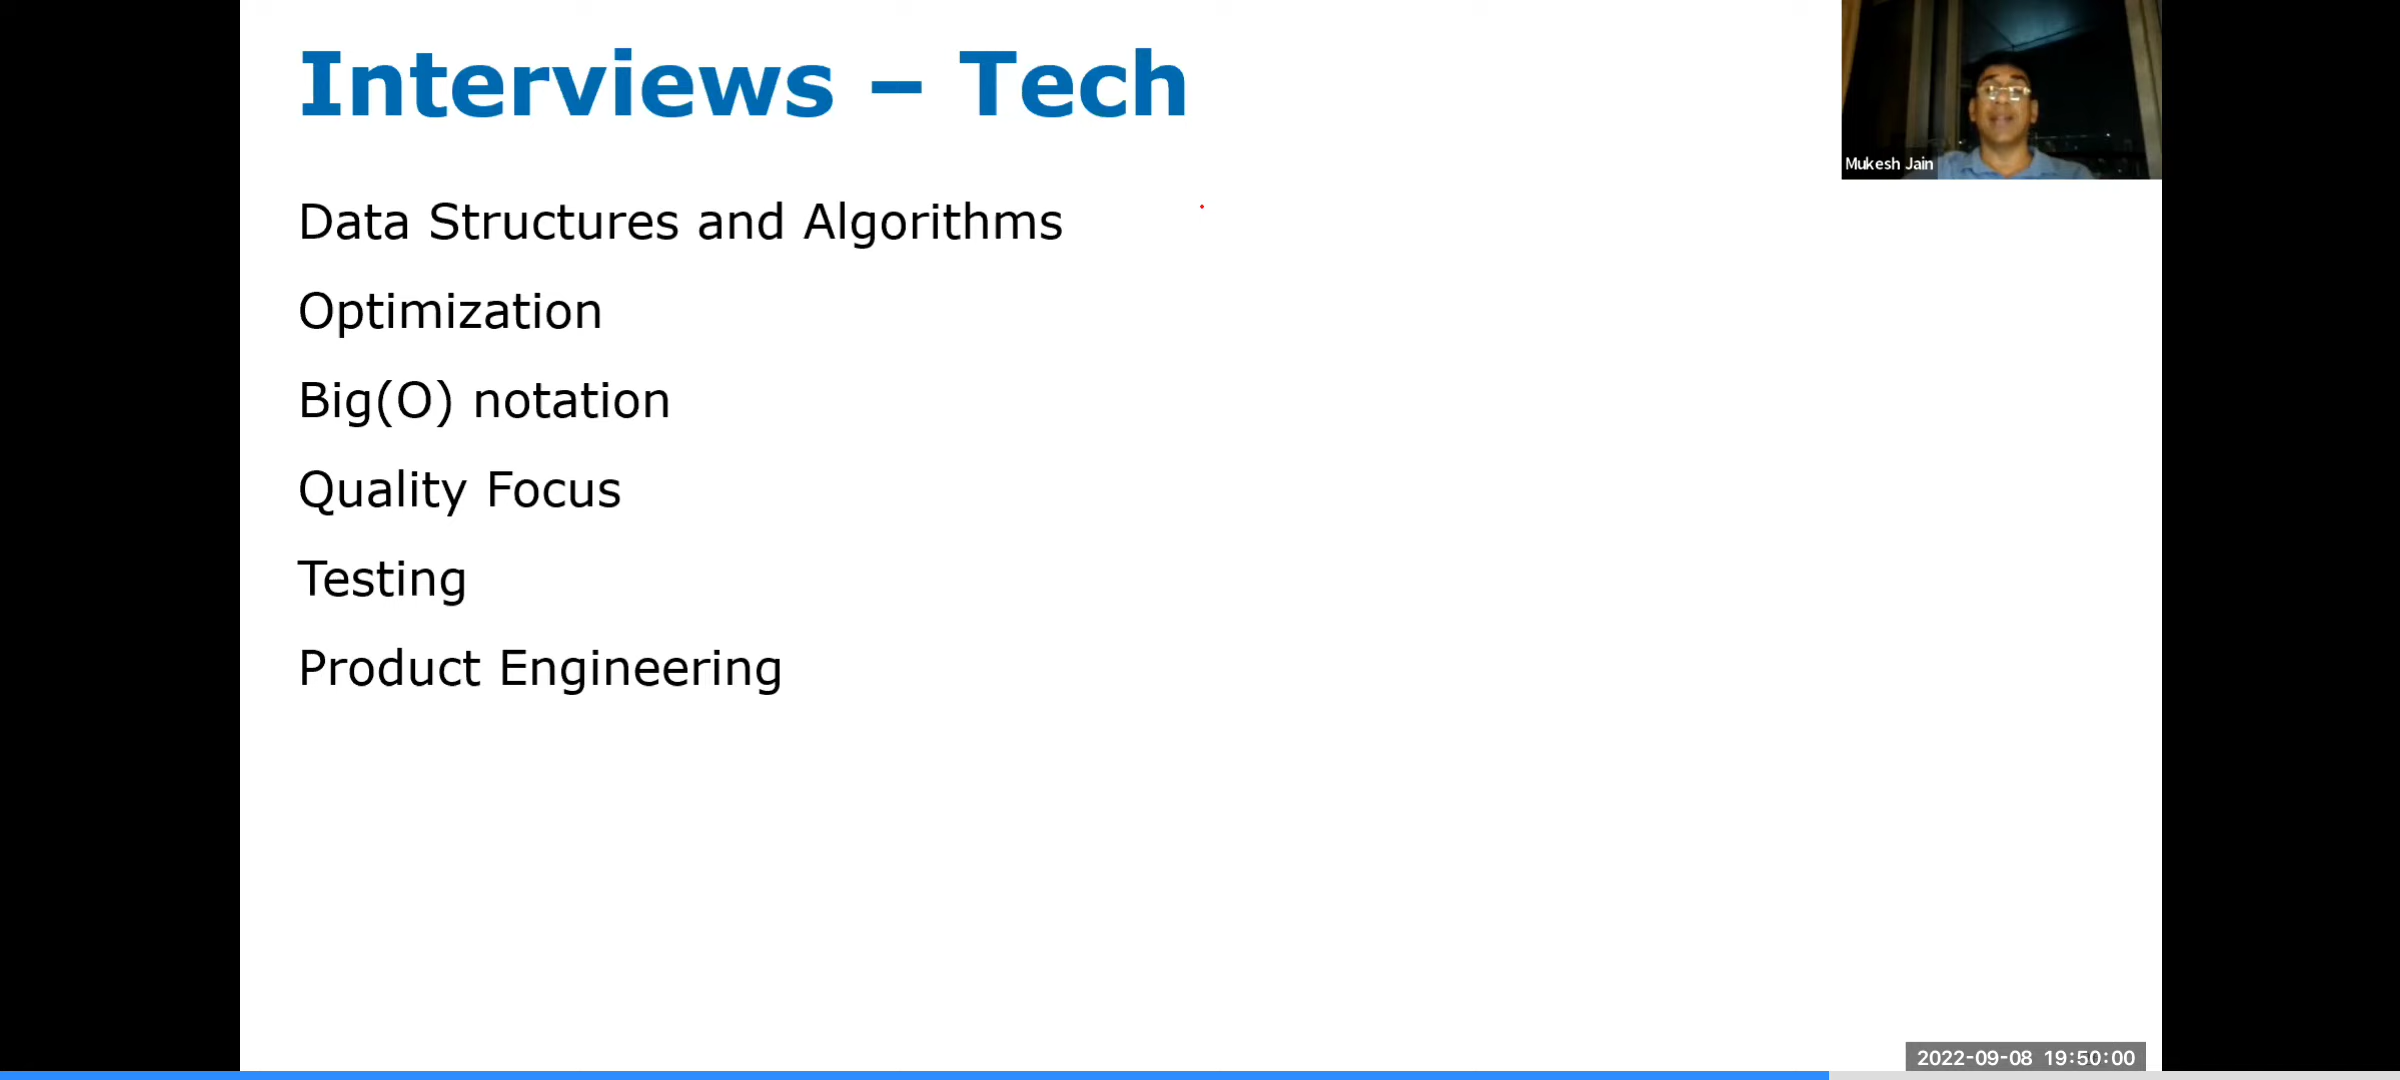 Interviews – Tech
Mukesh Jain
Data Structures and Algorithms
Optimization
Big(O) notation
Quality Focus
Testing
Product Engineering
2022-09-08 19:50:00